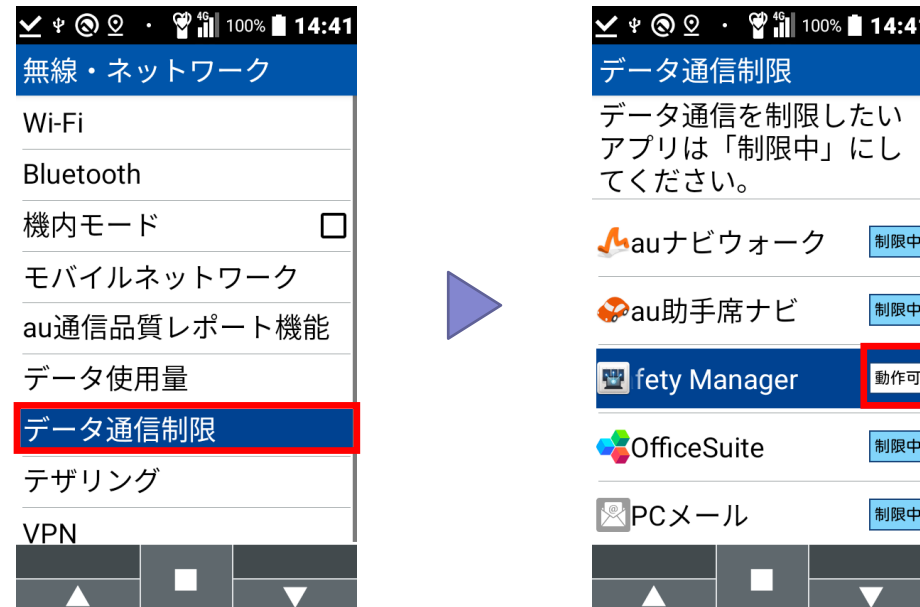 4G 100% 14:41
無線・ネットワーク
Wi-Fi
Bluetooth
機内モード
モバイルネットワーク
au通信品質レポート機能
データ使用量
データ通信制限
テザリング
VPN
4G 100% 14:41
データ通信制限
データ通信を制限したい
アプリは「制限中」にし
てください。
auナビウォーク 制限中
au助手席ナビ 制限中
fety Manager 動作可
OfficeSuite 制限中
PCメール 制限中